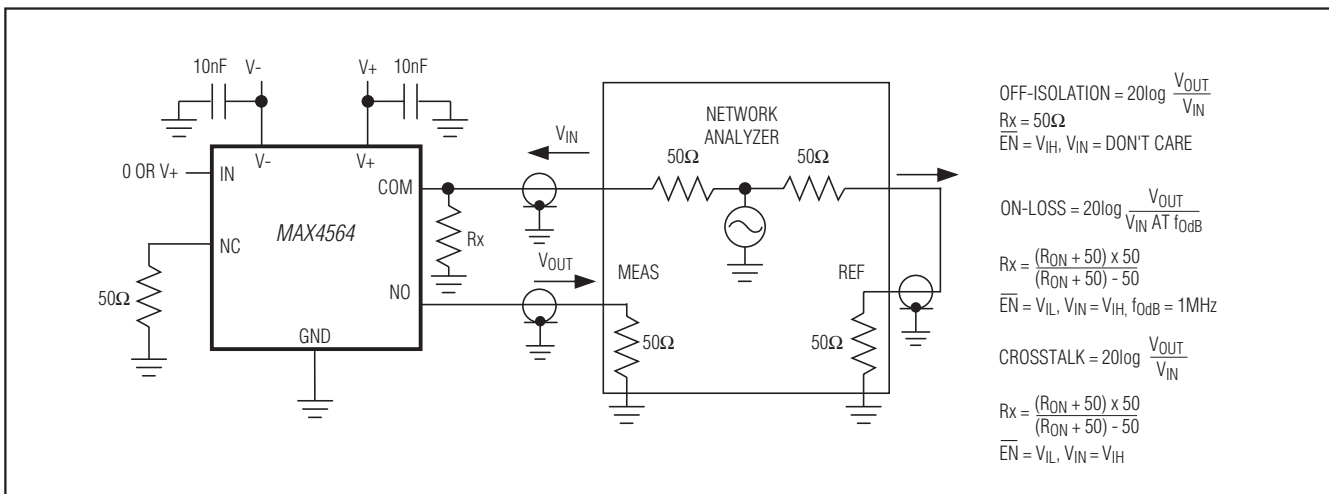 10nF
V-
V+
10nF
0 OR V+
IN
V-
V+
COM
MAX4564
NC
NO
GND
50Ω
Rx
VIN
VOUT
NETWORK
ANALYZER
50Ω
50Ω
MEAS
REF
50Ω
50Ω
OFF-ISOLATION = 20log VOUT / VIN
Rx = 50Ω
EN = VIH, VIN = DON'T CARE
ON-LOSS = 20log VOUT / VIN AT f0dB
Rx = (RON + 50) x 50 / (RON + 50) - 50
EN = VIL, VIN = VIH, f0dB = 1MHz
CROSSTALK = 20log VOUT / VIN
Rx = (RON + 50) x 50 / (RON + 50) - 50
EN = VIL, VIN = VIH